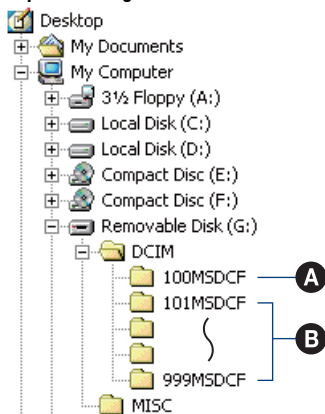 Desktop
My Documents
My Computer
3½ Floppy (A:)
Local Disk (C:)
Local Disk (D:)
Compact Disc (E:)
Compact Disc (F:)
Removable Disk (G:)
DCIM
100MSDCF A
101MSDCF
B
999MSDCF
MISC